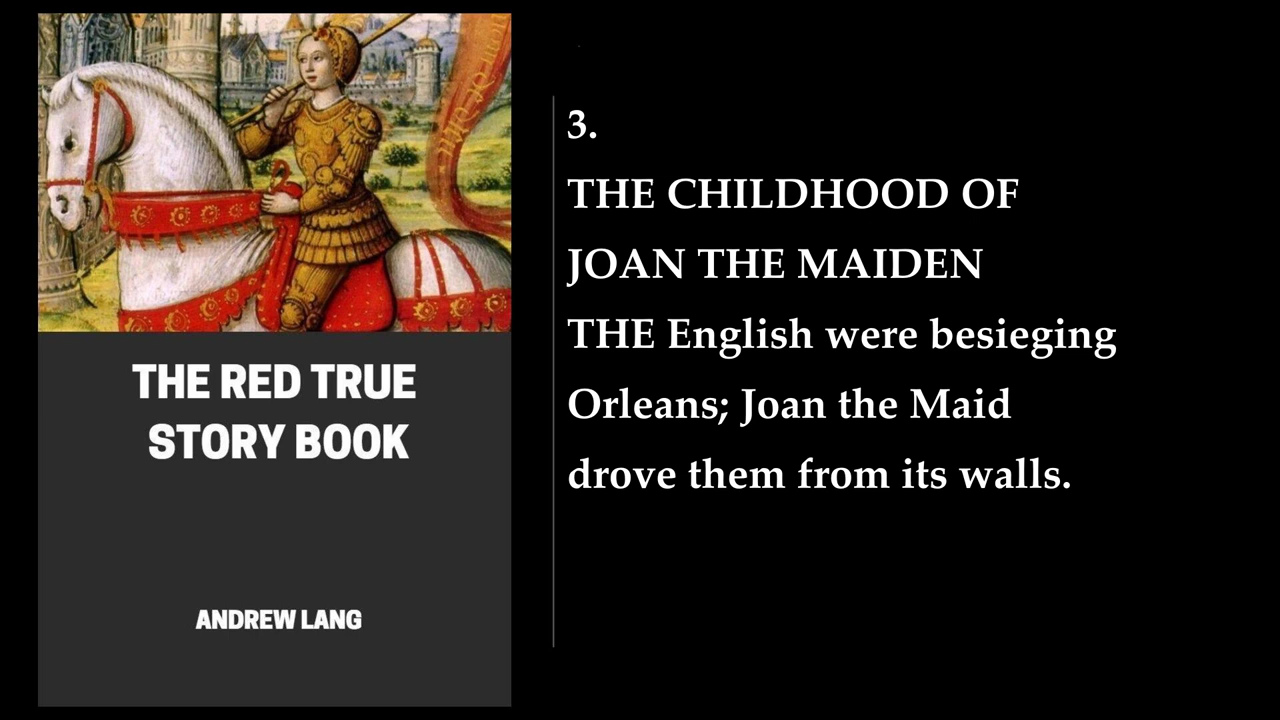 THE RED TRUE
STORY BOOK
ANDREW LANG
3.
THE CHILDHOOD OF
JOAN THE MAIDEN
THE English were besieging
Orleans; Joan the Maid
drove them from its walls.